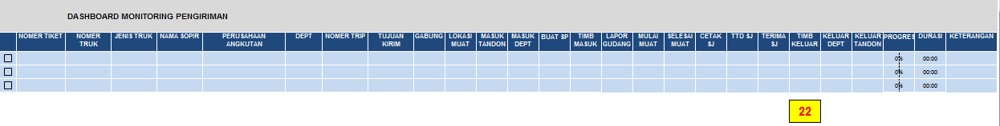 DASHBOARD MONITORING PENGIRIMAN
NOMER TIKET NOMER TRUK JENIS TRUK NAMA SOPIR PERUSAHAAN ANGKUTAN DEPT NOMER TRIP TUJUAN KIRIM GABUNG LOKASI MUAT MASUK TANDON MASUK DEPT BUAT SP TIMB MASUK LAPOR GUDANG MULAI MUAT SELESAI MUAT CETAK SJ TTD SJ TERIMA SJ TIMB KELUAR KELUAR DEPT KELUAR TANDON PROGRES DURASI KETERANGAN
0% 00:00
0% 00:00
0% 00:00
22